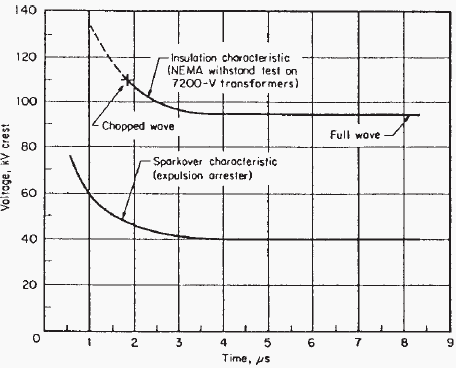 140
120
100
80
60
40
20
0
Voltage, kV crest
Insulation characteristic
(NEMA withstand test on
7200-V transformers)
Chopped wave
Full wave
Sparkover characteristic
(expulsion arrester)
1 2 3 4 5 6 7 8 9
Time, μs